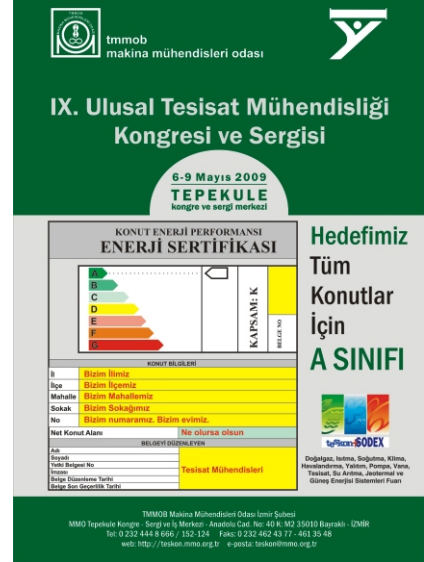 tmmob
makina mühendisleri odası
IX. Ulusal Tesisat Mühendisliği
Kongresi ve Sergisi
6-9 Mayıs 2009
TEPEKULE
kongre ve sergi merkezi
KONUT ENERJİ PERFORMANSI
ENERJİ SERTİFİKASI
A
B
C
D
E
F
G
KAPSAM: K
BELGE NO
KONUT BİLGİLERİ
İl Bizim İlimiz
İlçe Bizim İlçemiz
Mahalle Bizim Mahallemiz
Sokak Bizim Sokağımız
No Bizim numaramız. Bizim evimiz.
Net Konut Alanı Ne olursa olsun
BELGEYİ DÜZENLEYEN
Adı
Soyadı
Yetki Belgesi No
İmzası
Belge Düzenleme Tarihi
Belge Son Geçerlilik Tarihi
Tesisat Mühendisleri
Hedefimiz
Tüm
Konutlar
İçin
A SINIFI
teskon SODEX
Doğalgaz, Isıtma, Soğutma, Klima,
Havalandırma, Yalıtım, Pompa, Vana,
Tesisat, Su Arıtma, Jeotermal ve
Güneş Enerjisi Sistemleri Fuarı
TMMOB Makina Mühendisleri Odası İzmir Şubesi
MMO Tepekule Kongre - Sergi ve İş Merkezi - Anadolu Cad. No: 40 K: M2 35010 Bayraklı - İZMİR
Tel: 0 232 444 8 666 / 152-124 Faks: 0 232 462 43 77 - 461 35 48
web: http://teskon.mmo.org.tr e-posta: teskon@mmo.org.tr